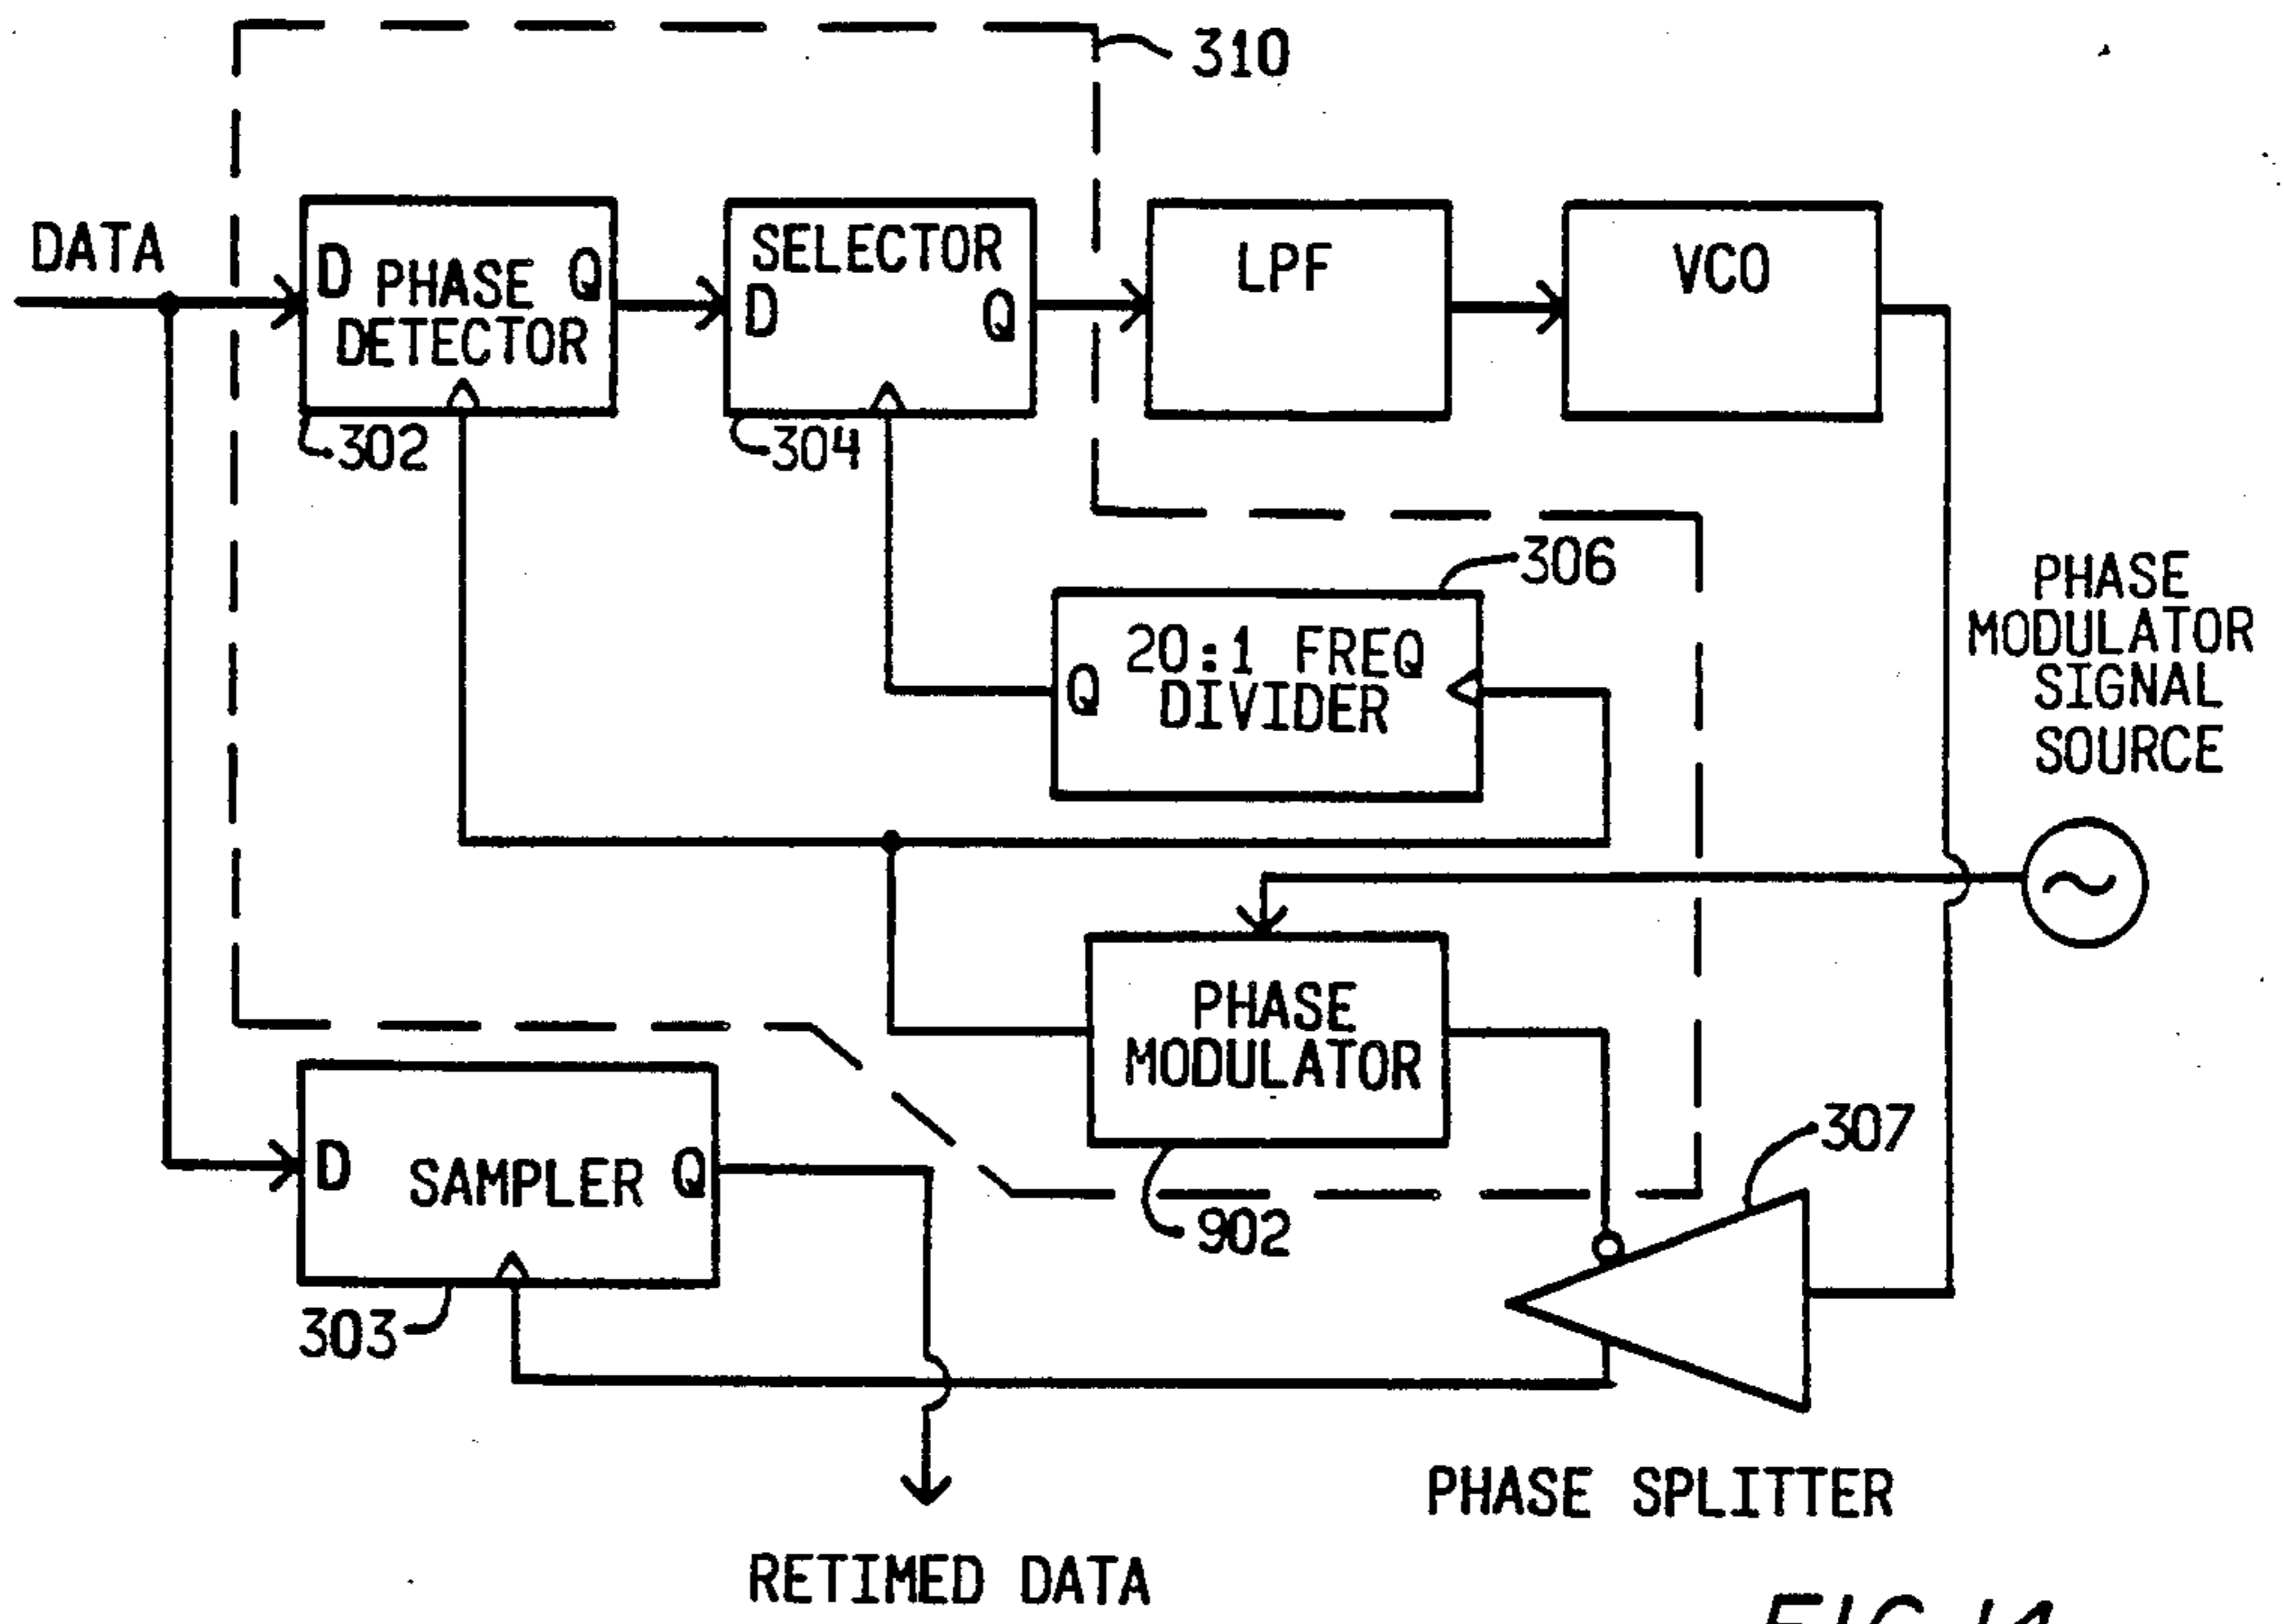 310
DATA
D PHASE Q
DETECTOR
302
SELECTOR
D Q
304
LPF
VCO
306
20:1 FREQ
Q DIVIDER
PHASE
MODULATOR
SIGNAL
SOURCE
PHASE
MODULATOR
902
307
D SAMPLER Q
303
PHASE SPLITTER
RETIMED DATA